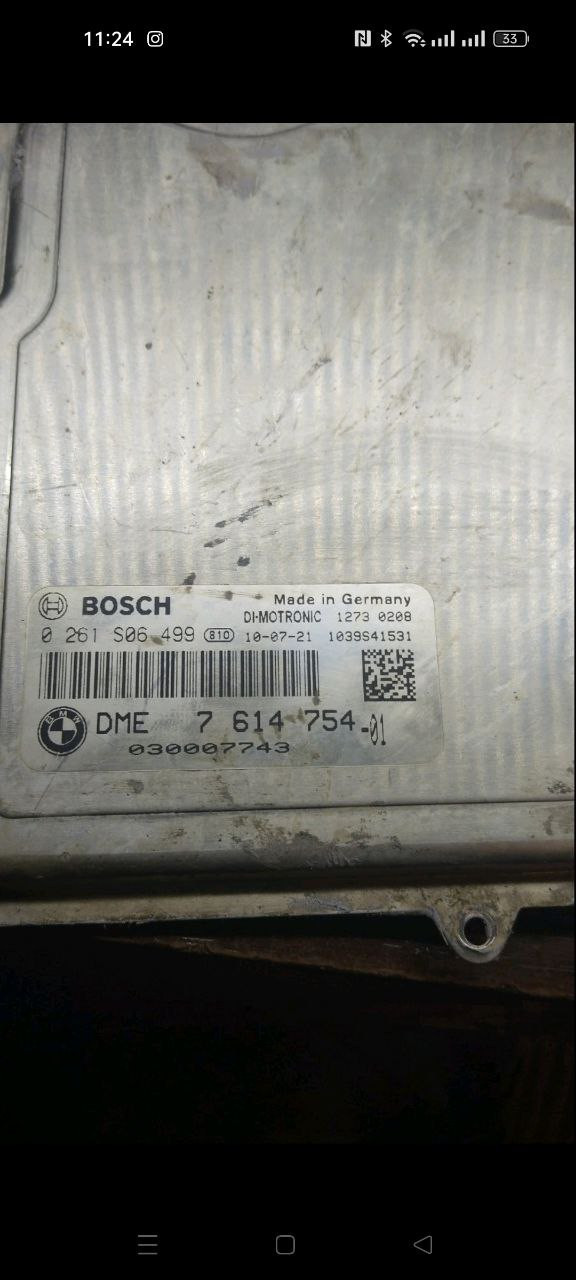 11:24
33
BOSCH
Made in Germany
DI-MOTRONIC 1273 0208
0 261 S06 499 810 10-07-21 1039S41531
BMW
DME 7 614 754-01
030007743